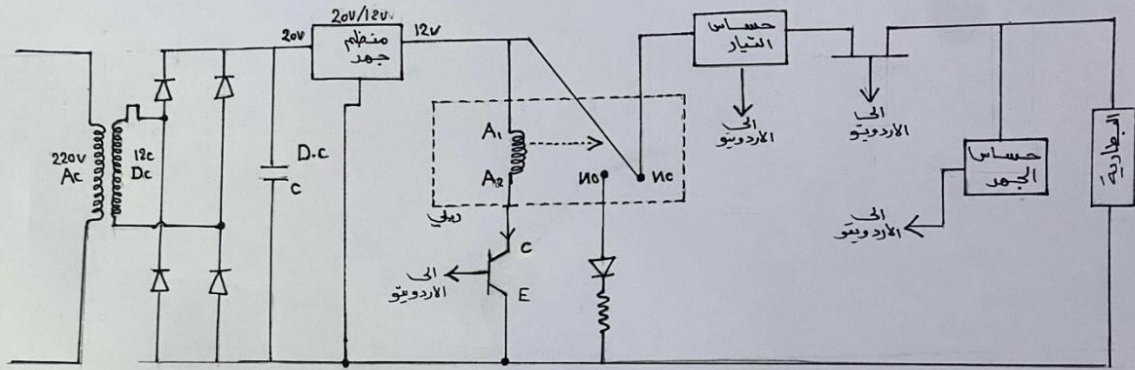 220V
Ac
12c
Dc
20V
20V/12V
منظم
جهد
12V
D.c
C
A1
A2
ريلي
no
nc
C
E
الى
الاردوينو
حساس
التيار
الى
الاردوينو
الى
الاردوينو
حساس
الجهد
الى
الاردوينو
البطارية